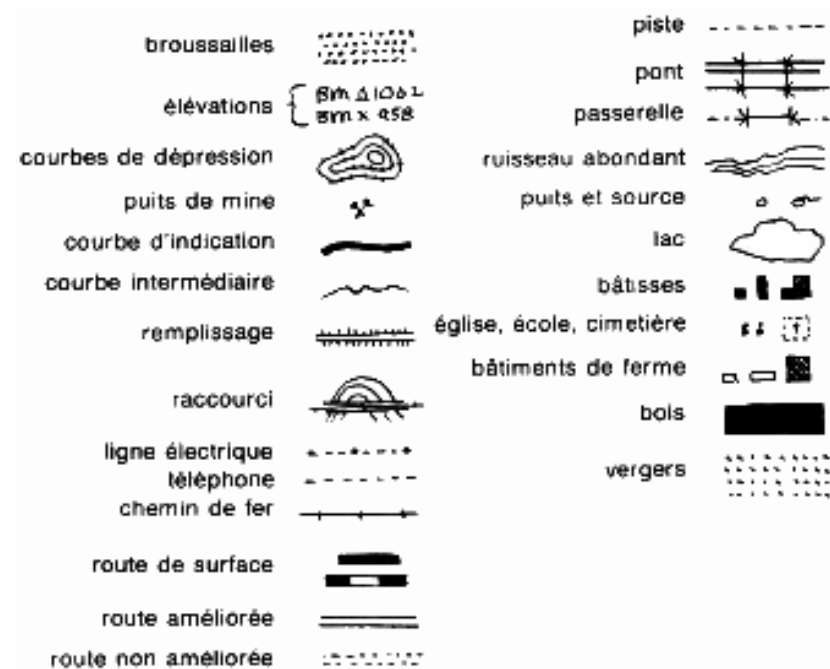 broussailles
élévations
BM △ 1062
BM x 958
courbes de dépression
puits de mine
courbe d'indication
courbe intermédiaire
remplissage
raccourci
ligne électrique
téléphone
chemin de fer
route de surface
route améliorée
route non améliorée
piste
pont
passerelle
ruisseau abondant
puits et source
lac
bâtisses
église, école, cimetière
bâtiments de ferme
bois
vergers